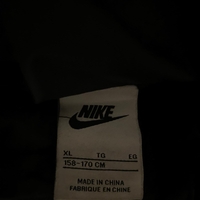 NIKE
XL TG EG
158-170 CM
MADE IN CHINA
FABRIQUÉ EN CHINE